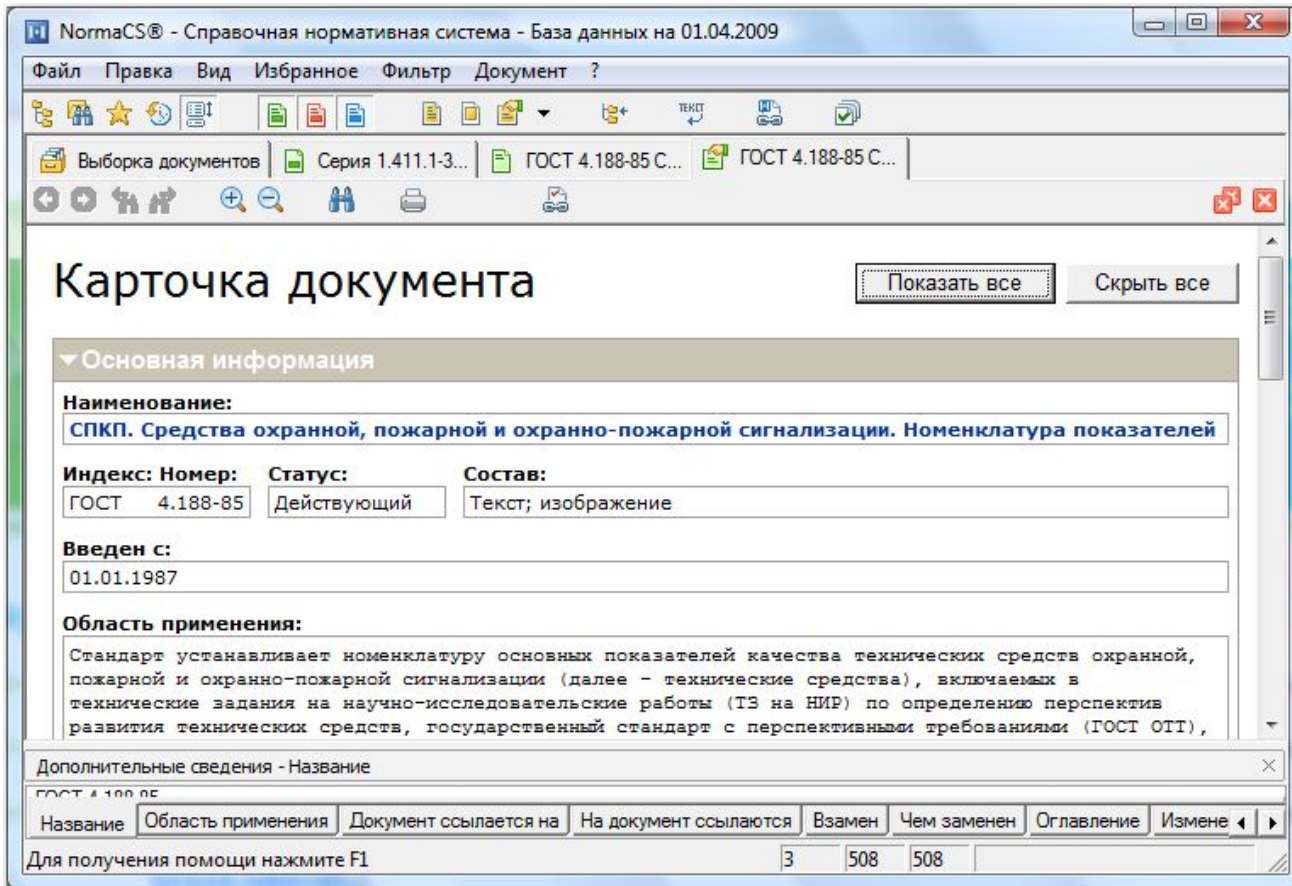 NormaCS® - Справочная нормативная система - База данных на 01.04.2009
Файл Правка Вид Избранное Фильтр Документ ?
ТЕКСТ
Выборка документов Серия 1.411.1-3... ГОСТ 4.188-85 С... ГОСТ 4.188-85 С...
Карточка документа Показать все Скрыть все
Основная информация
Наименование:
СПКП. Средства охранной, пожарной и охранно-пожарной сигнализации. Номенклатура показателей
Индекс: Номер: Статус: Состав:
ГОСТ 4.188-85 Действующий Текст; изображение
Введен с:
01.01.1987
Область применения:
Стандарт устанавливает номенклатуру основных показателей качества технических средств охранной,
пожарной и охранно-пожарной сигнализации (далее - технические средства), включаемых в
технические задания на научно-исследовательские работы (ТЗ на НИР) по определению перспектив
развития технических средств, государственный стандарт с перспективными требованиями (ГОСТ ОТТ),
Дополнительные сведения - Название
ГОСТ 4.188-85
Название Область применения Документ ссылается на На документ ссылаются Взамен Чем заменен Оглавление Измене
Для получения помощи нажмите F1 3 508 508